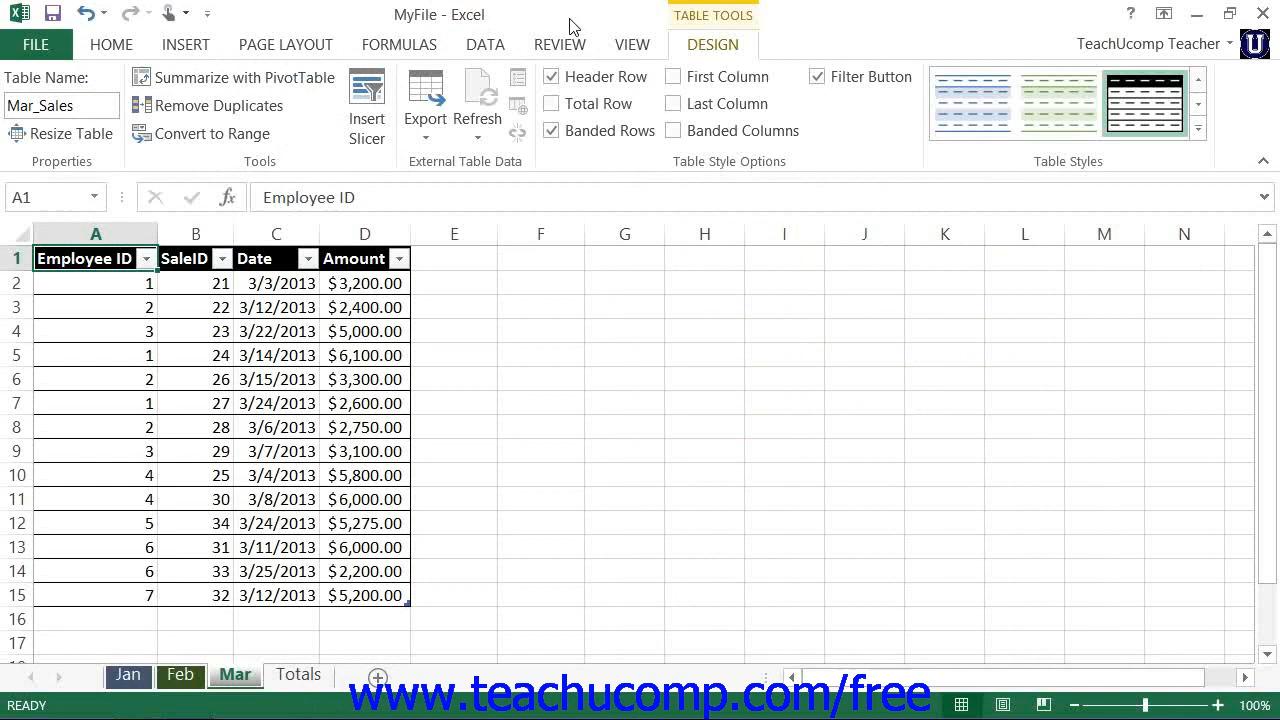 MyFile - Excel
TABLE TOOLS
?
FILE HOME INSERT PAGE LAYOUT FORMULAS DATA REVIEW VIEW DESIGN TeachUcomp Teacher U
Table Name:
Mar_Sales
Resize Table
Properties
Summarize with PivotTable
Remove Duplicates
Convert to Range
Tools
Insert
Slicer
Export Refresh
External Table Data
Header Row First Column Filter Button
Total Row Last Column
Banded Rows Banded Columns
Table Style Options
Table Styles
A1 fx Employee ID
A B C D E F G H I J K L M N
1 Employee ID SaleID Date Amount
2 1 21 3/3/2013 $3,200.00
3 2 22 3/12/2013 $2,400.00
4 3 23 3/22/2013 $5,000.00
5 1 24 3/14/2013 $6,100.00
6 2 26 3/15/2013 $3,300.00
7 1 27 3/24/2013 $2,600.00
8 2 28 3/6/2013 $2,750.00
9 3 29 3/7/2013 $3,100.00
10 4 25 3/4/2013 $5,800.00
11 4 30 3/8/2013 $6,000.00
12 5 34 3/24/2013 $5,275.00
13 6 31 3/11/2013 $6,000.00
14 6 33 3/25/2013 $2,200.00
15 7 32 3/12/2013 $5,200.00
16
17
Jan Feb Mar Totals
www.teachucomp.com/free
READY 100%